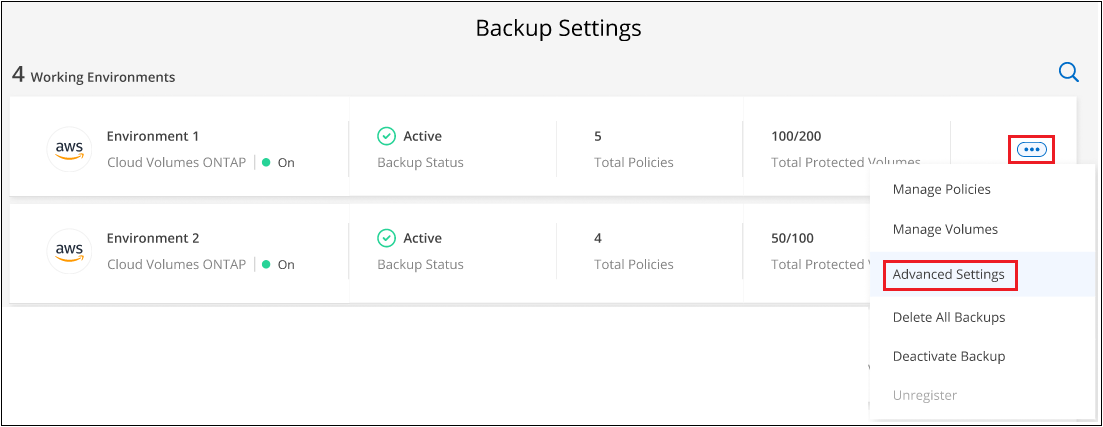 Backup Settings
4 Working Environments
aws
Environment 1
Cloud Volumes ONTAP
On
Active
Backup Status
5
Total Policies
100/200
Total Protected Volumes
Manage Policies
Manage Volumes
Advanced Settings
Delete All Backups
Deactivate Backup
Unregister
aws
Environment 2
Cloud Volumes ONTAP
On
Active
Backup Status
4
Total Policies
50/100
Total Protected